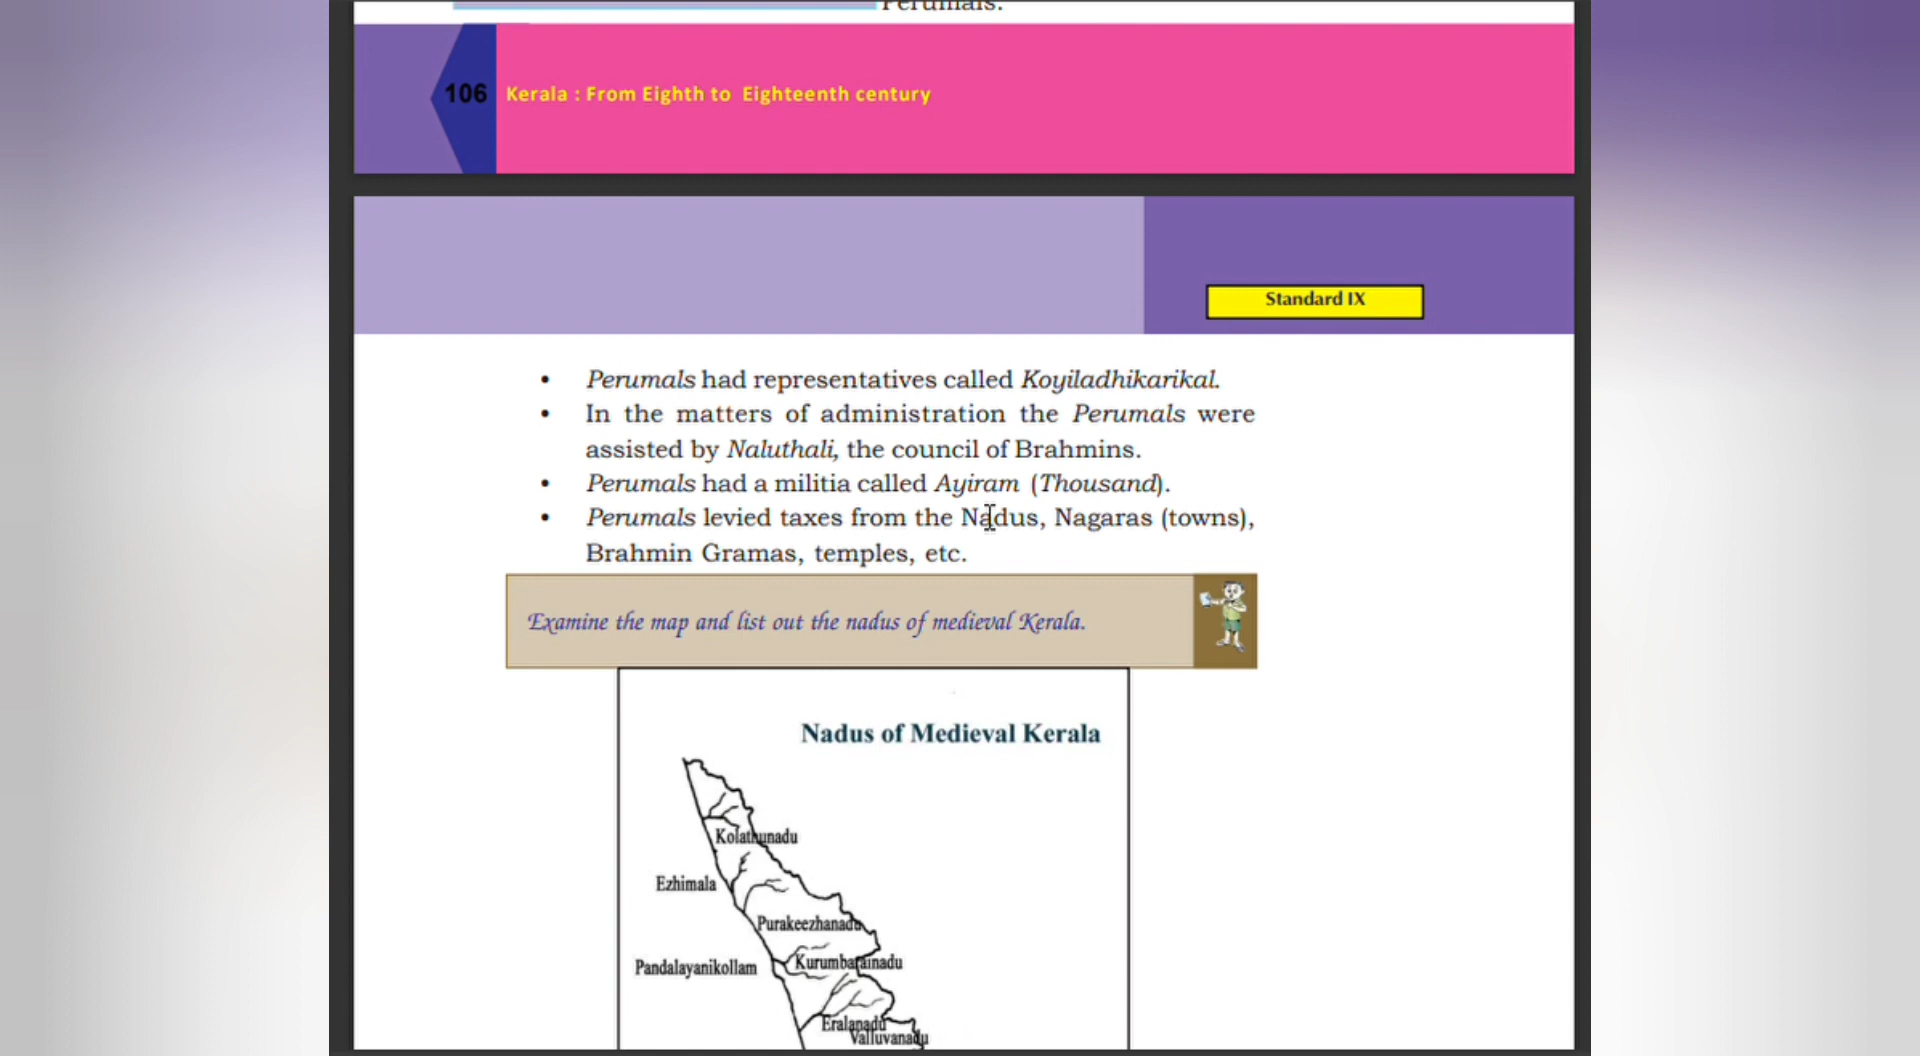 Perumals.
106 Kerala : From Eighth to Eighteenth century
Standard IX
• Perumals had representatives called Koyiladhikarikal.
• In the matters of administration the Perumals were
assisted by Naluthali, the council of Brahmins.
• Perumals had a militia called Ayiram (Thousand).
• Perumals levied taxes from the Nadus, Nagaras (towns),
Brahmin Gramas, temples, etc.
Examine the map and list out the nadus of medieval Kerala.
Nadus of Medieval Kerala
Kolathunadu
Ezhimala
Purakeezhanadu
Kurumbarainadu
Pandalayanikollam
Eralanadu
Valluvanadu